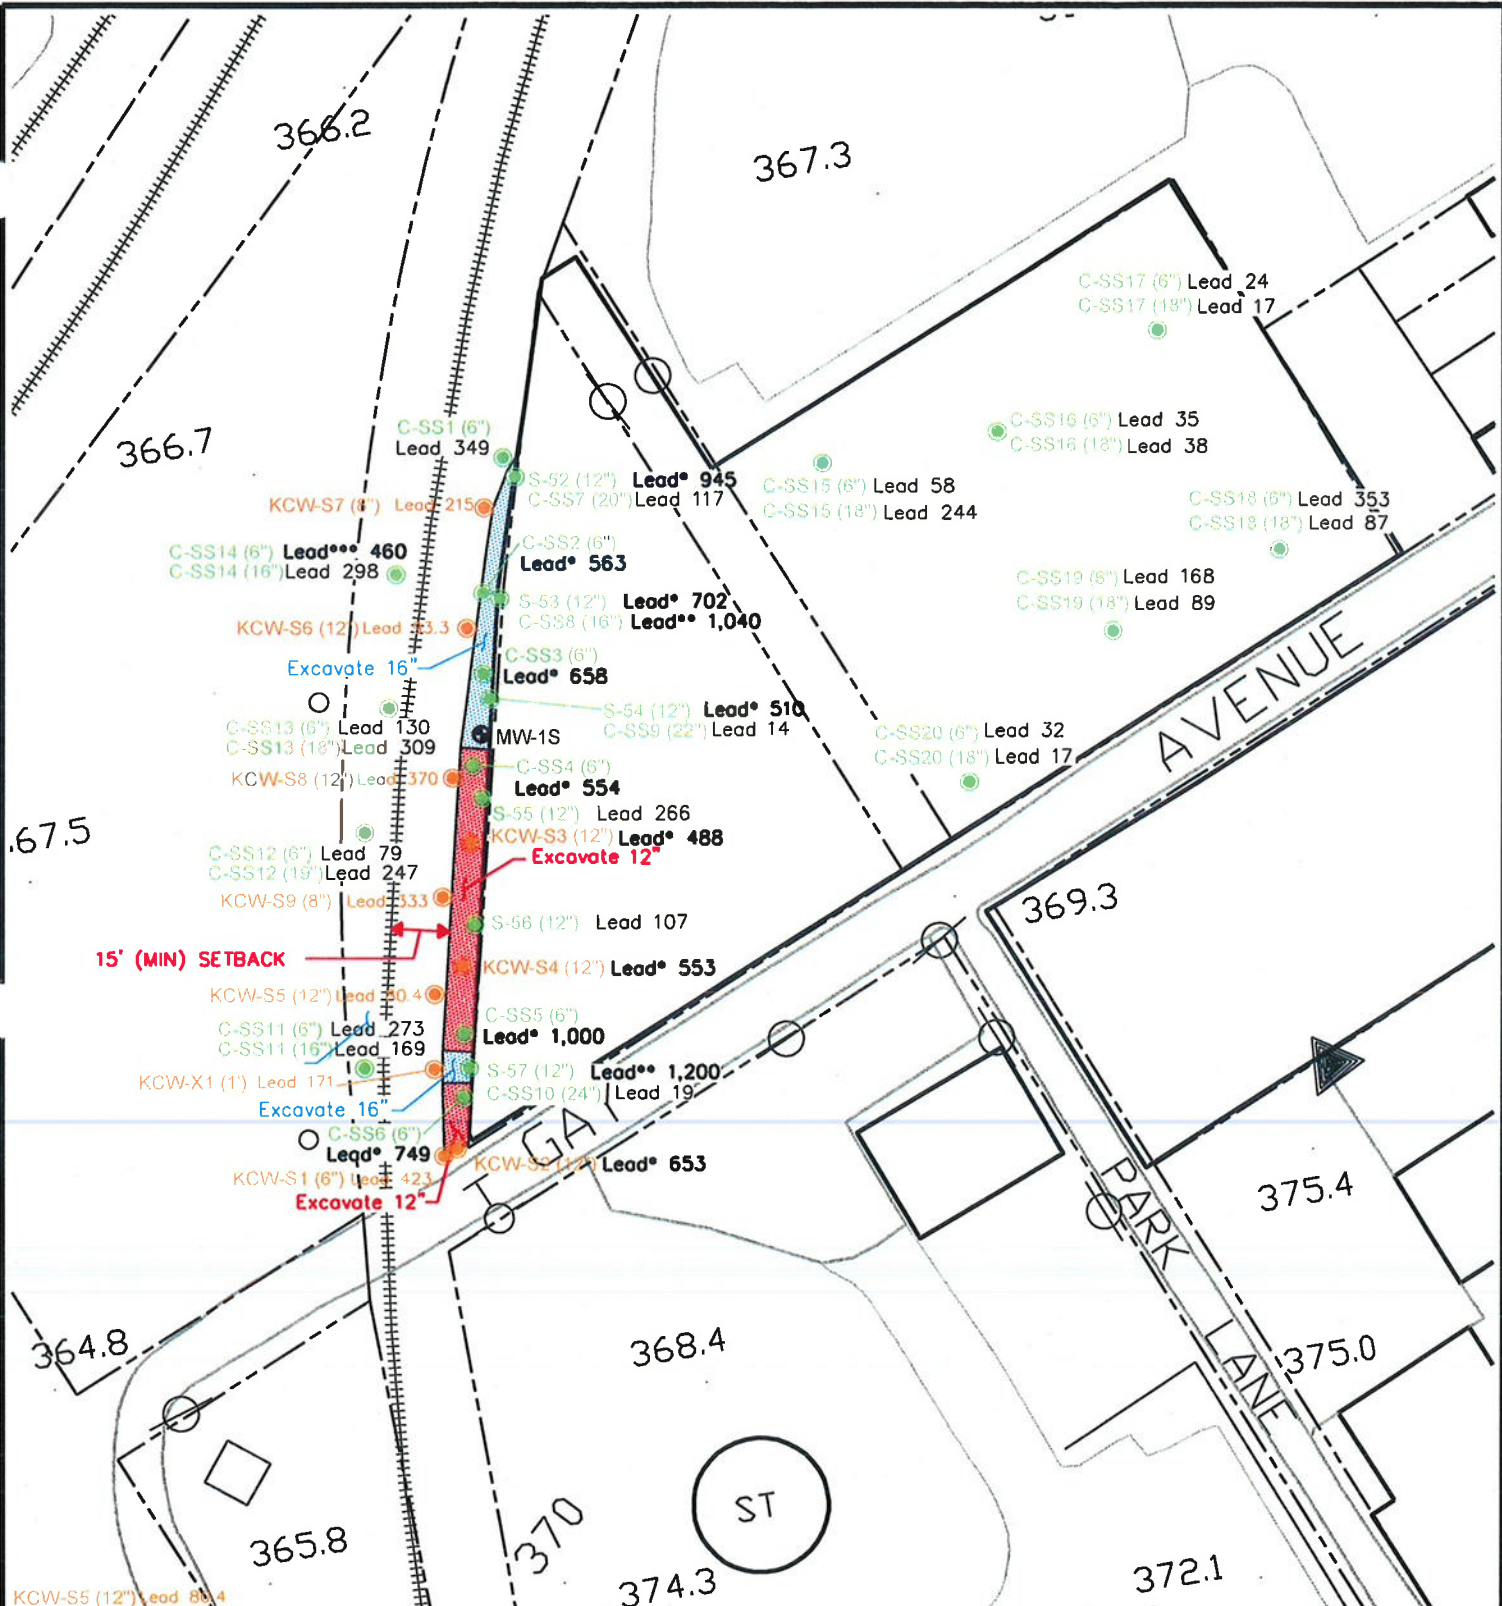 366.2
367.3
C-SS17 (6") Lead 24
C-SS17 (18") Lead 17
366.7
C-SS1 (6")
Lead 349
C-SS16 (6") Lead 35
C-SS16 (18") Lead 38
S-52 (12") Lead* 945
C-SS7 (20") Lead 117
KCW-S7 (8") Lead 215
C-SS15 (6") Lead 58
C-SS15 (18") Lead 244
C-SS18 (6") Lead 353
C-SS18 (18") Lead 87
C-SS14 (6") Lead*** 460
C-SS14 (16") Lead 298
C-SS2 (6")
Lead* 563
C-SS19 (6") Lead 168
C-SS19 (18") Lead 89
S-53 (12") Lead* 702
C-SS8 (16") Lead** 1,040
KCW-S6 (12") Lead 3.3
Excavate 16"
C-SS3 (6")
Lead* 658
S-54 (12") Lead* 510
C-SS9 (22") Lead 14
C-SS13 (6") Lead 130
C-SS13 (18") Lead 309
MW-1S
C-SS20 (6") Lead 32
C-SS20 (18") Lead 17
AVENUE
KCW-S8 (12") Lead 370
C-SS4 (6")
Lead* 554
S-55 (12") Lead 266
.67.5
KCW-S3 (12") Lead* 488
Excavate 12"
C-SS12 (6") Lead 79
C-SS12 (19") Lead 247
KCW-S9 (8") Lead 333
369.3
S-56 (12") Lead 107
15' (MIN) SETBACK
KCW-S4 (12") Lead* 553
KCW-S5 (12") Lead 80.4
C-SS11 (6") Lead 273
C-SS11 (16") Lead 169
C-SS5 (6")
Lead* 1,000
S-57 (12") Lead** 1,200
C-SS10 (24") Lead 19
KCW-X1 (1') Lead 171
Excavate 16"
GAY
C-SS6 (6")
Lead* 749
KCW-S2 (12") Lead* 653
KCW-S1 (6") Lead 423
Excavate 12"
PARK
375.4
364.8
368.4
LANE
375.0
ST
365.8
370
374.3
372.1
KCW-S5 (12") Lead 80.4